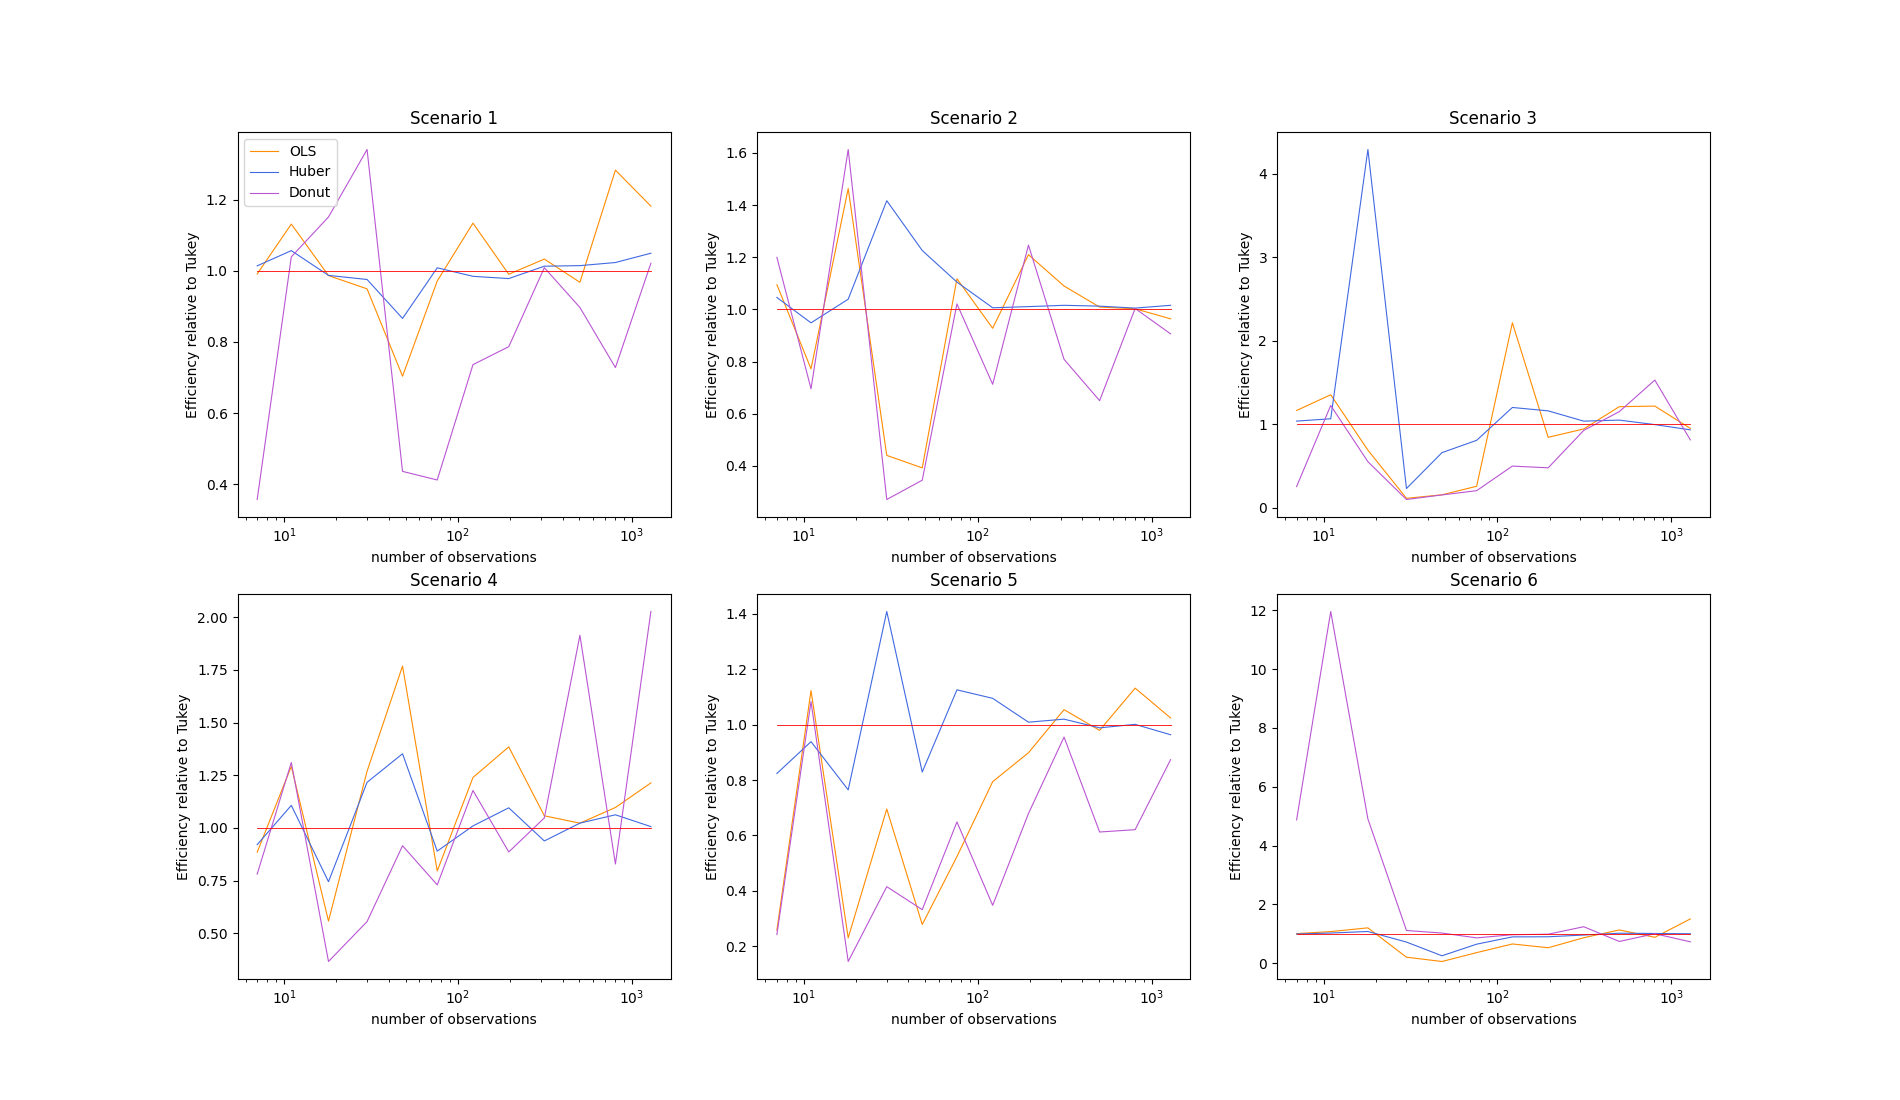 Scenario 1
Efficiency relative to Tukey
OLS
Huber
Donut
1.2
1.0
0.8
0.6
0.4
10¹
10²
10³
number of observations
Scenario 2
Efficiency relative to Tukey
1.6
1.4
1.2
1.0
0.8
0.6
0.4
10¹
10²
10³
number of observations
Scenario 3
Efficiency relative to Tukey
4
3
2
1
0
10¹
10²
10³
number of observations
Scenario 4
Efficiency relative to Tukey
2.00
1.75
1.50
1.25
1.00
0.75
0.50
10¹
10²
10³
number of observations
Scenario 5
Efficiency relative to Tukey
1.4
1.2
1.0
0.8
0.6
0.4
0.2
10¹
10²
10³
number of observations
Scenario 6
Efficiency relative to Tukey
12
10
8
6
4
2
0
10¹
10²
10³
number of observations